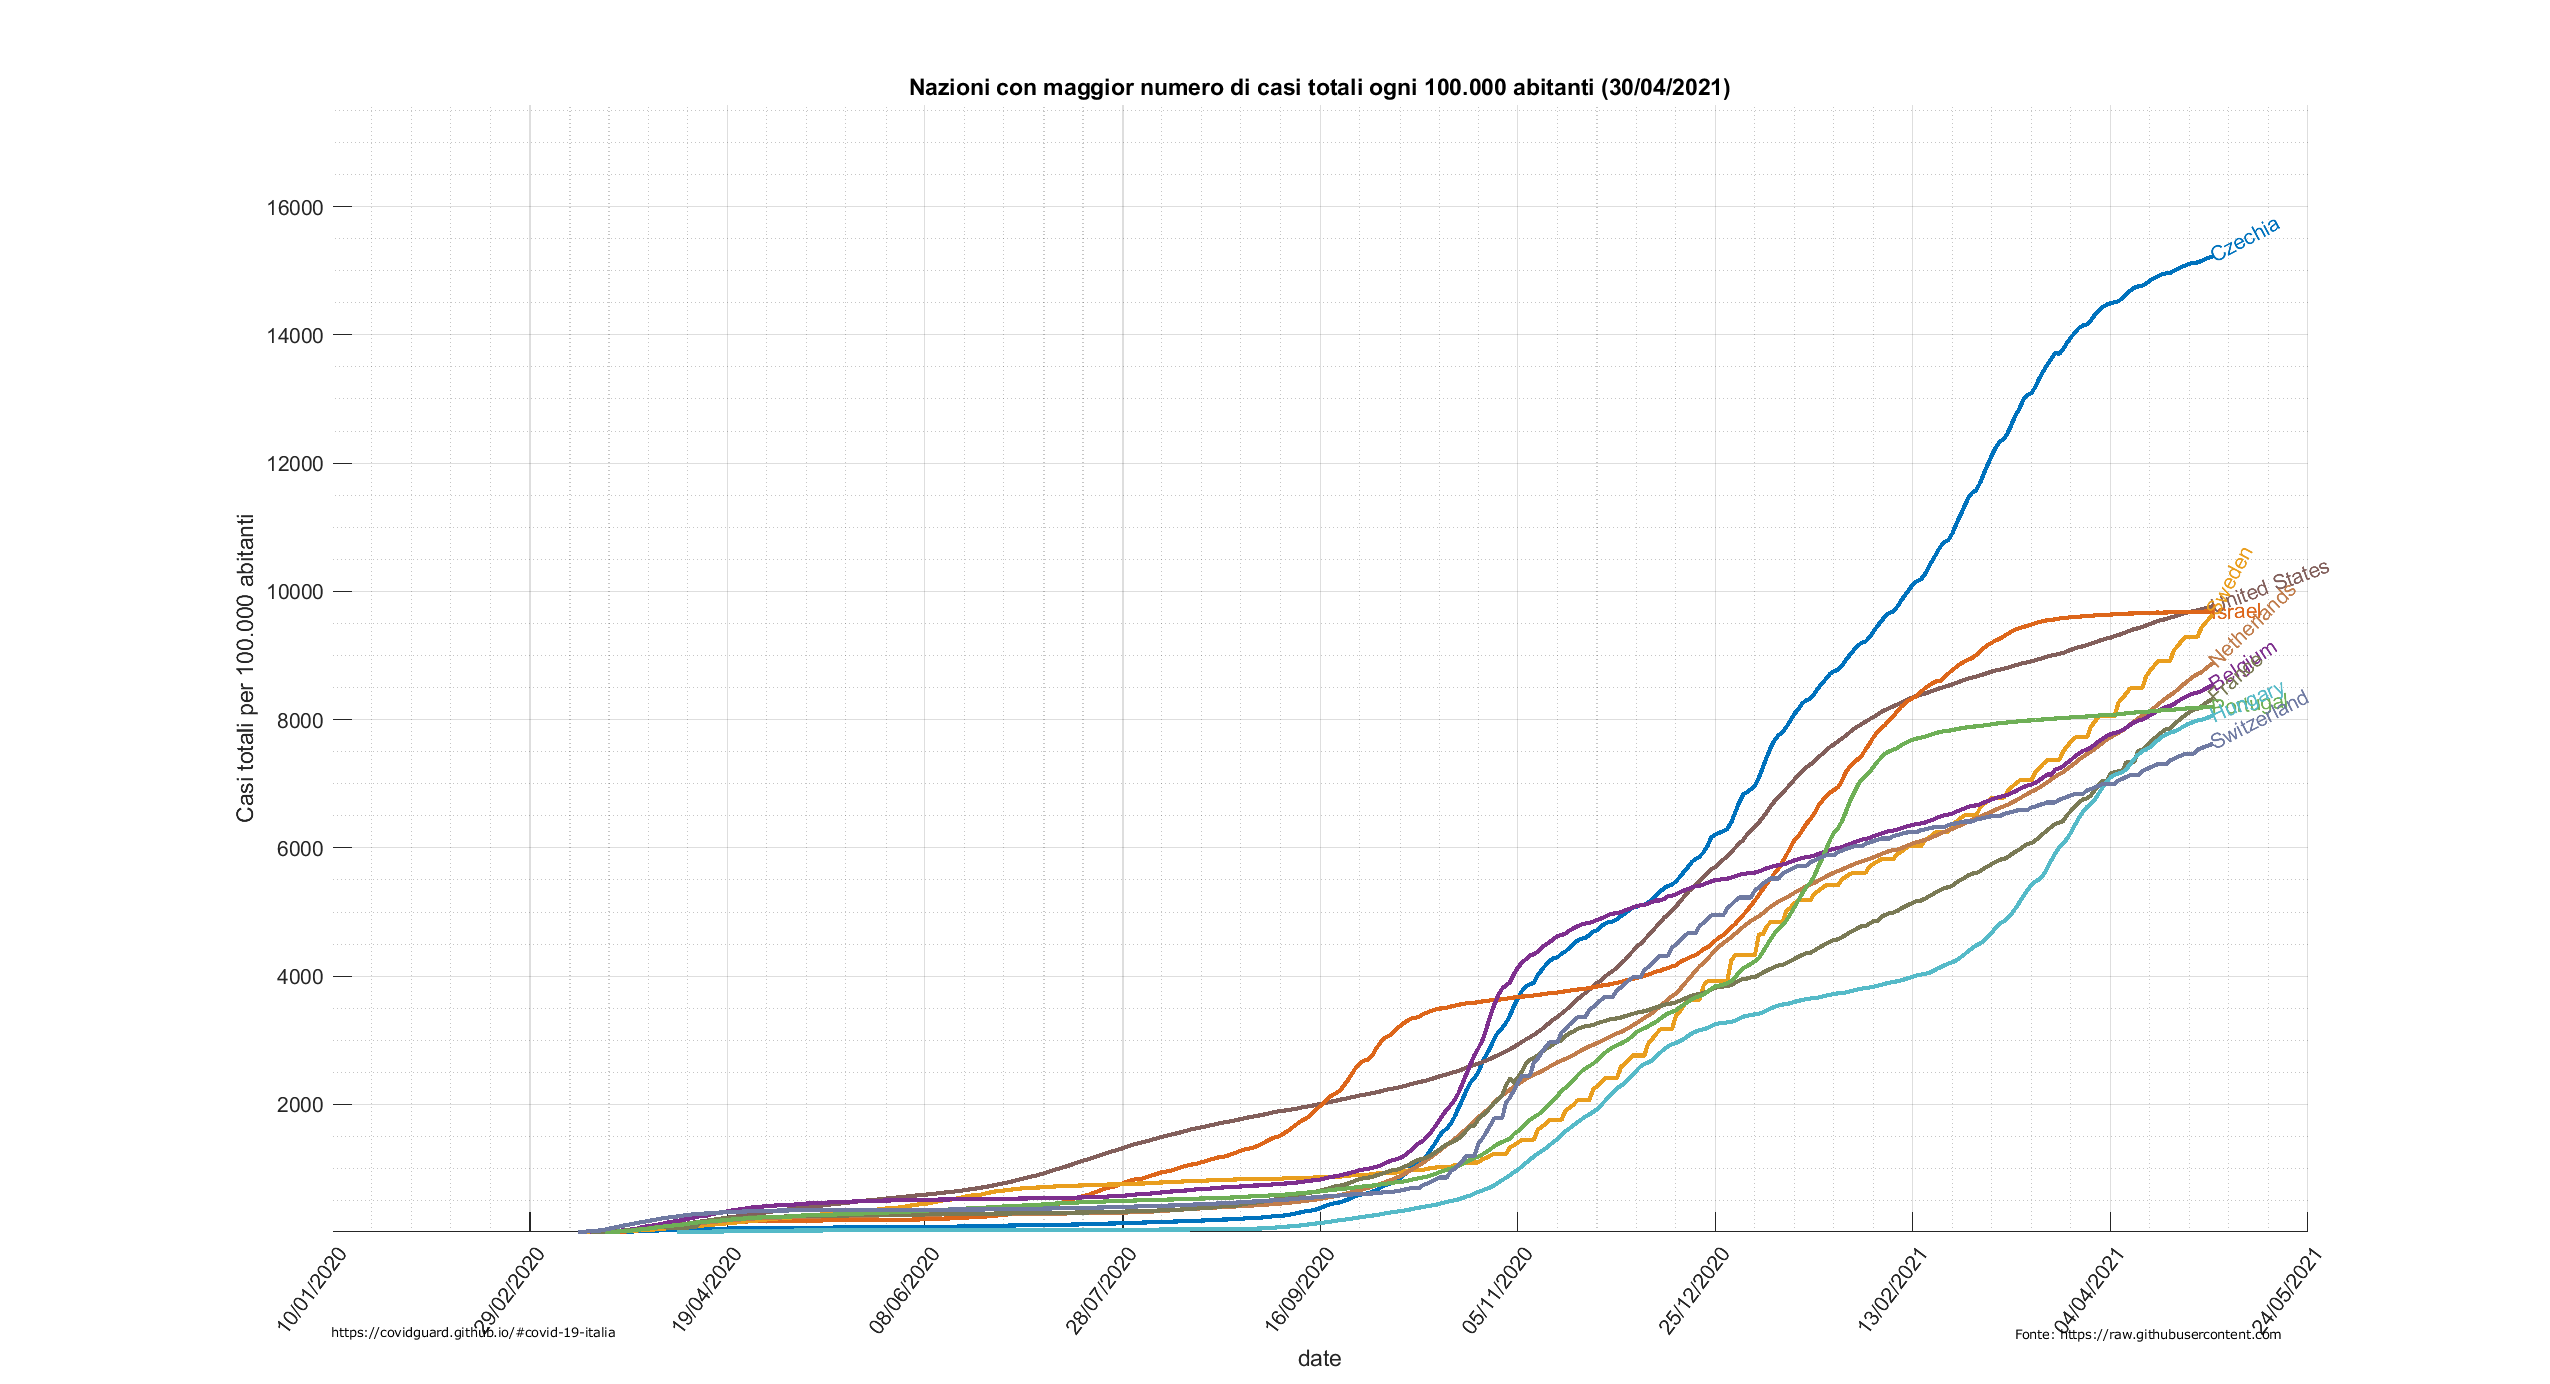 Nazioni con maggior numero di casi totali ogni 100.000 abitanti (30/04/2021)
Casi totali per 100.000 abitanti
16000
14000
12000
10000
8000
6000
4000
2000
Czechia
Sweden
United States
Israel
Netherlands
Belgium
France
Hungary
Portugal
Switzerland
10/01/2020
29/02/2020
19/04/2020
08/06/2020
28/07/2020
16/09/2020
05/11/2020
25/12/2020
13/02/2021
04/04/2021
24/05/2021
https://covidguard.github.io/#covid-19-italia
Fonte: https://raw.githubusercontent.com
date